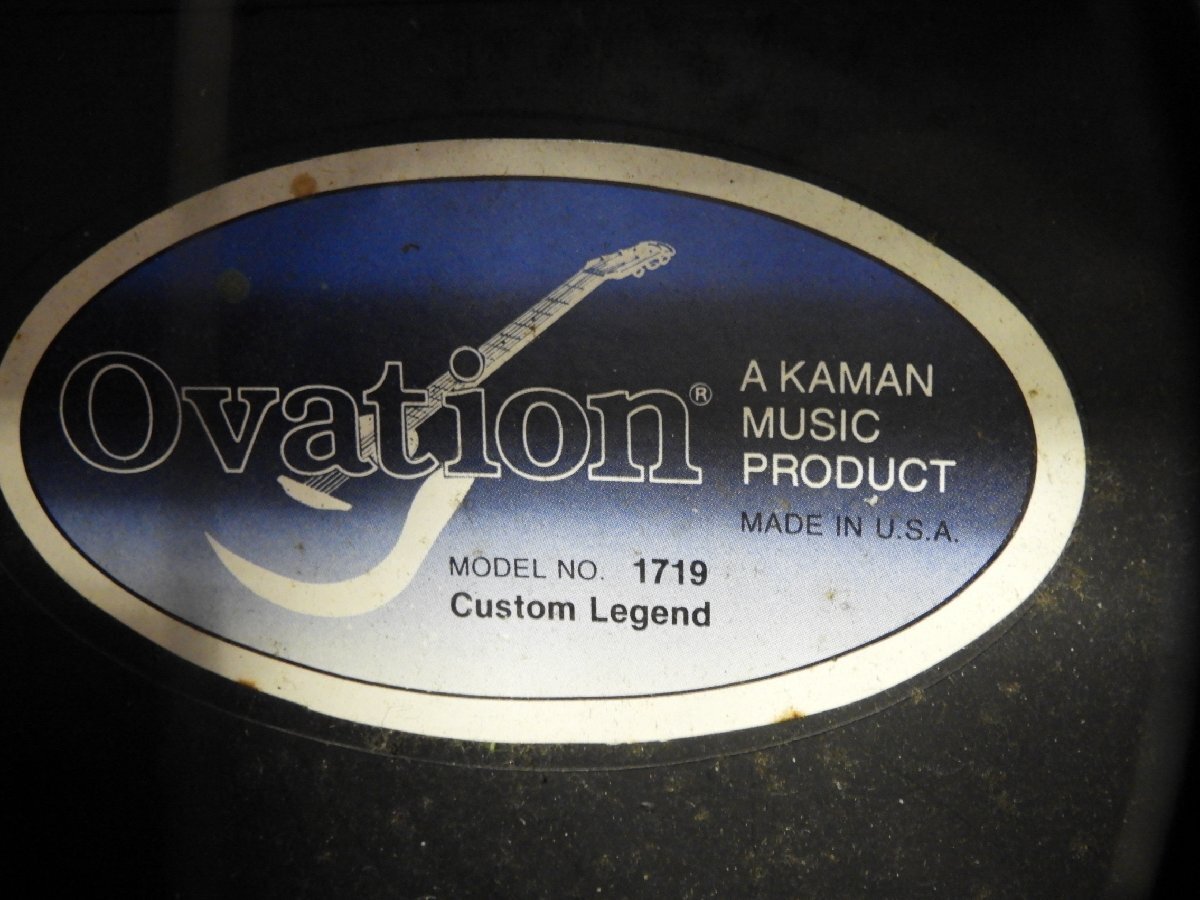 Ovation®
A KAMAN
MUSIC
PRODUCT
MADE IN U.S.A.
MODEL NO. 1719
Custom Legend